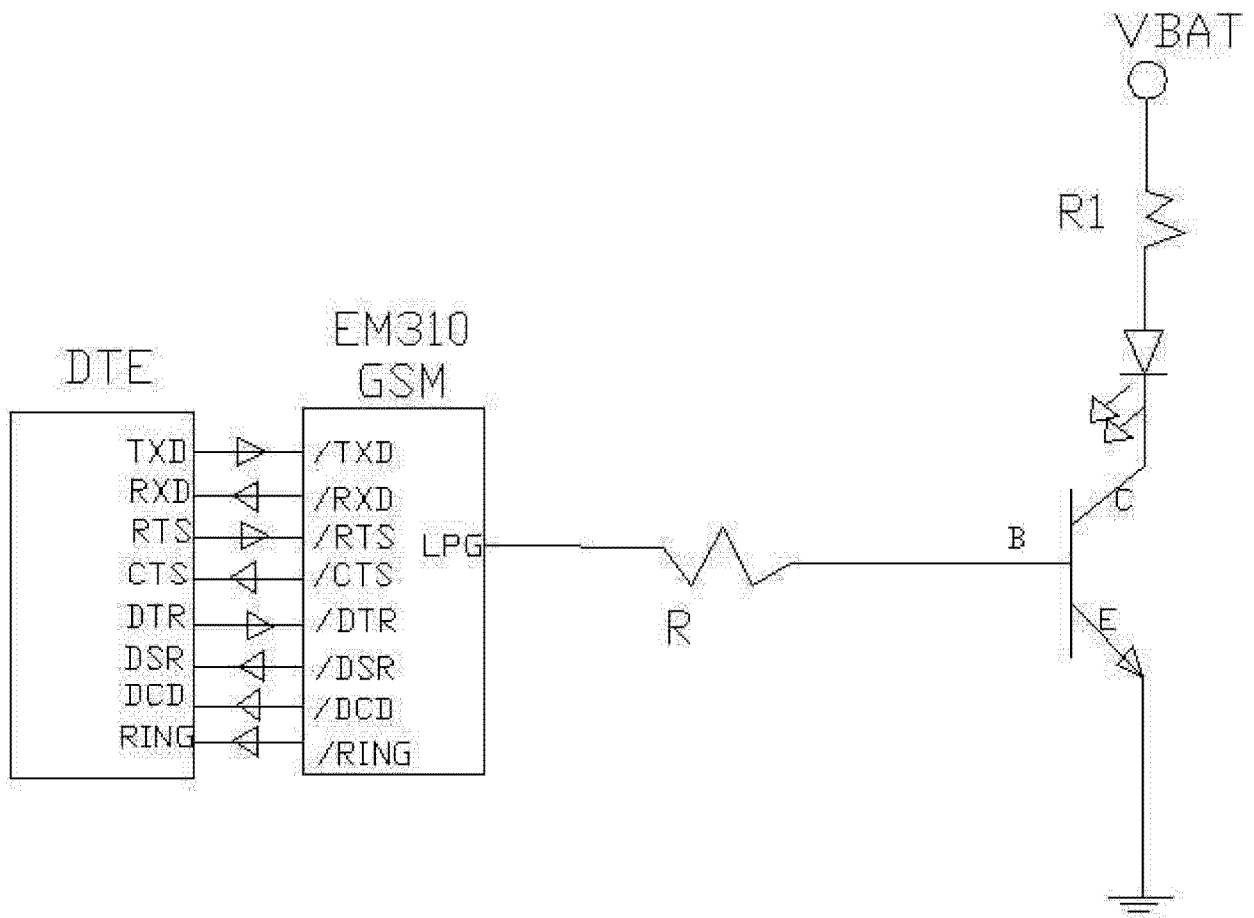 VBAT
R1
EM310
GSM
DTE
TXD
RXD
RTS
CTS
DTR
DSR
DCD
RING
/TXD
/RXD
/RTS
/CTS
/DTR
/DSR
/DCD
/RING
LPG
R
B
C
E